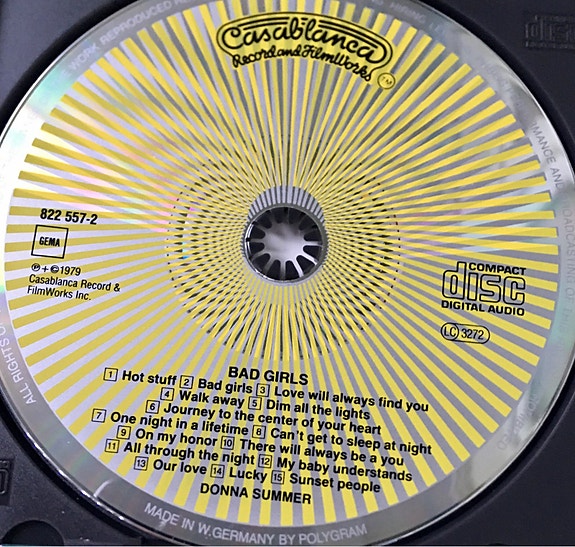 WORK REPRODUCED RE
Casablanca
Record and FilmWorks
TM
822 557-2
GEMA
℗ + © 1979
Casablanca Record &
FilmWorks Inc.
COMPACT
disc
DIGITAL AUDIO
LC 3272
BAD GIRLS
1 Hot stuff 2 Bad girls 3 Love will always find you
4 Walk away 5 Dim all the lights
6 Journey to the center of your heart
7 One night in a lifetime 8 Can't get to sleep at night
9 On my honor 10 There will always be a you
11 All through the night 12 My baby understands
13 Our love 14 Lucky 15 Sunset people
DONNA SUMMER
ALL RIGHTS O
MADE IN W.GERMANY BY POLYGRAM